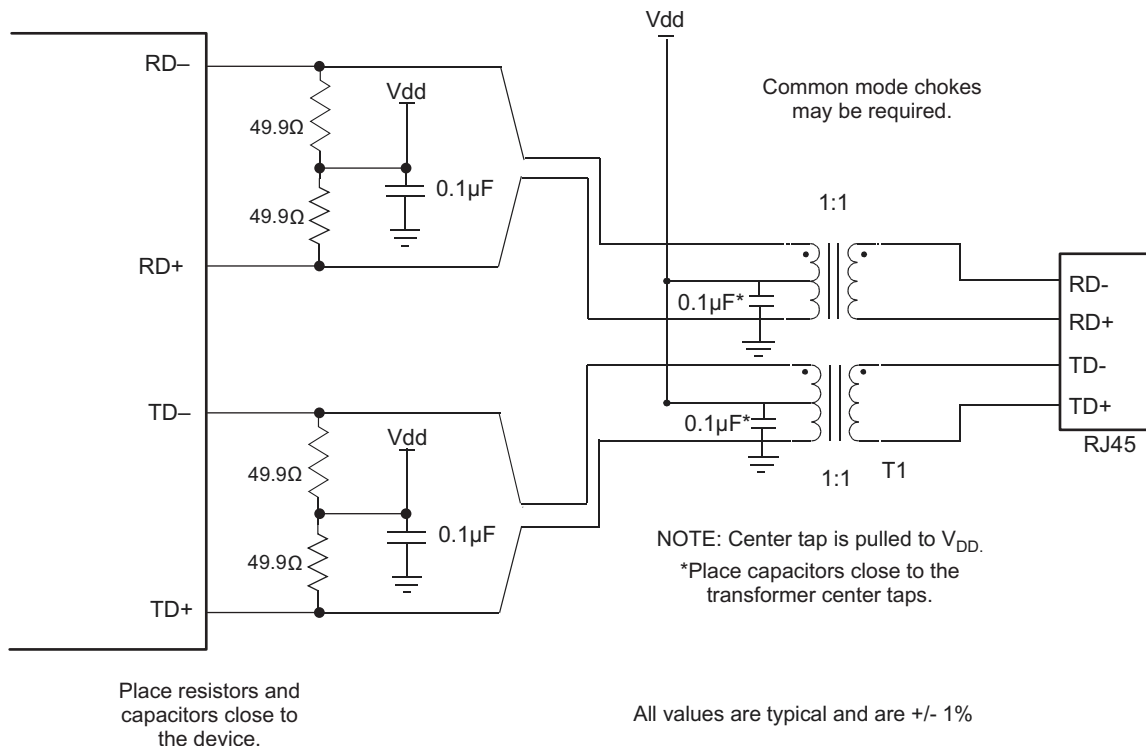 Vdd
RD–
Vdd
Common mode chokes
may be required.
49.9Ω
0.1µF
49.9Ω
1:1
RD+
RD-
0.1µF*
RD+
TD-
TD–
TD+
Vdd
0.1µF*
RJ45
49.9Ω
1:1
T1
0.1µF
NOTE: Center tap is pulled to VDD.
49.9Ω
*Place capacitors close to the
transformer center taps.
TD+
Place resistors and
capacitors close to
the device.
All values are typical and are +/- 1%